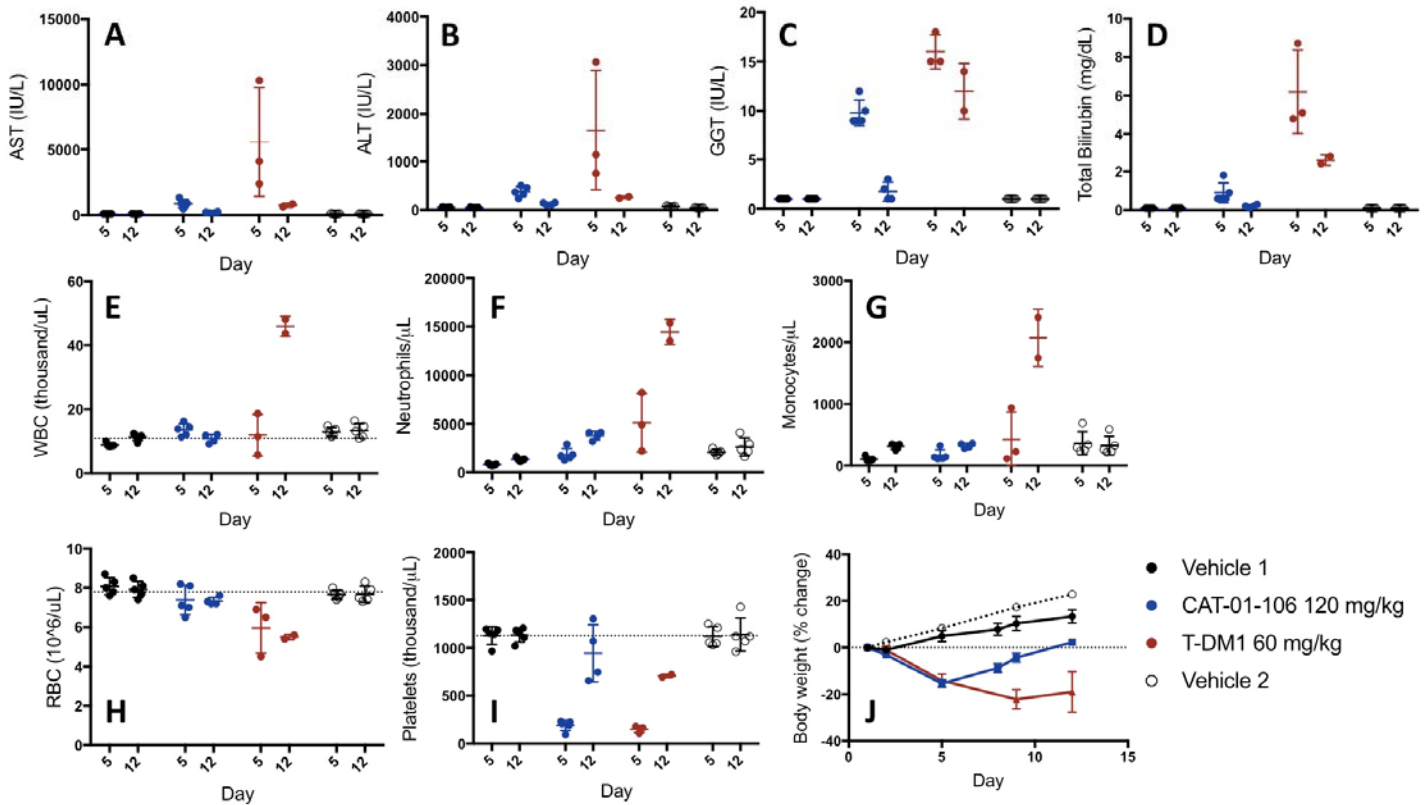 A
AST (IU/L)
15000
10000
5000
0
5 12 5 12 5 12 5 12
Day
B
ALT (IU/L)
4000
3000
2000
1000
0
5 12 5 12 5 12 5 12
Day
C
GGT (IU/L)
20
15
10
5
0
5 12 5 12 5 12 5 12
Day
D
Total Bilirubin (mg/dL)
10
8
6
4
2
0
5 12 5 12 5 12 5 12
Day
E
WBC (thousand/uL)
60
40
20
0
5 12 5 12 5 12 5 12
Day
F
Neutrophils/μL
20000
15000
10000
5000
0
5 12 5 12 5 12 5 12
Day
G
Monocytes/μL
3000
2000
1000
0
5 12 5 12 5 12 5 12
Day
H
RBC (10^6/uL)
10
8
6
4
2
0
5 12 5 12 5 12 5 12
Day
I
Platelets (thousand/μL)
2000
1500
1000
500
0
5 12 5 12 5 12 5 12
Day
J
Body weight (% change)
40
20
0
-20
-40
0 5 10 15
Day
Vehicle 1
CAT-01-106 120 mg/kg
T-DM1 60 mg/kg
Vehicle 2